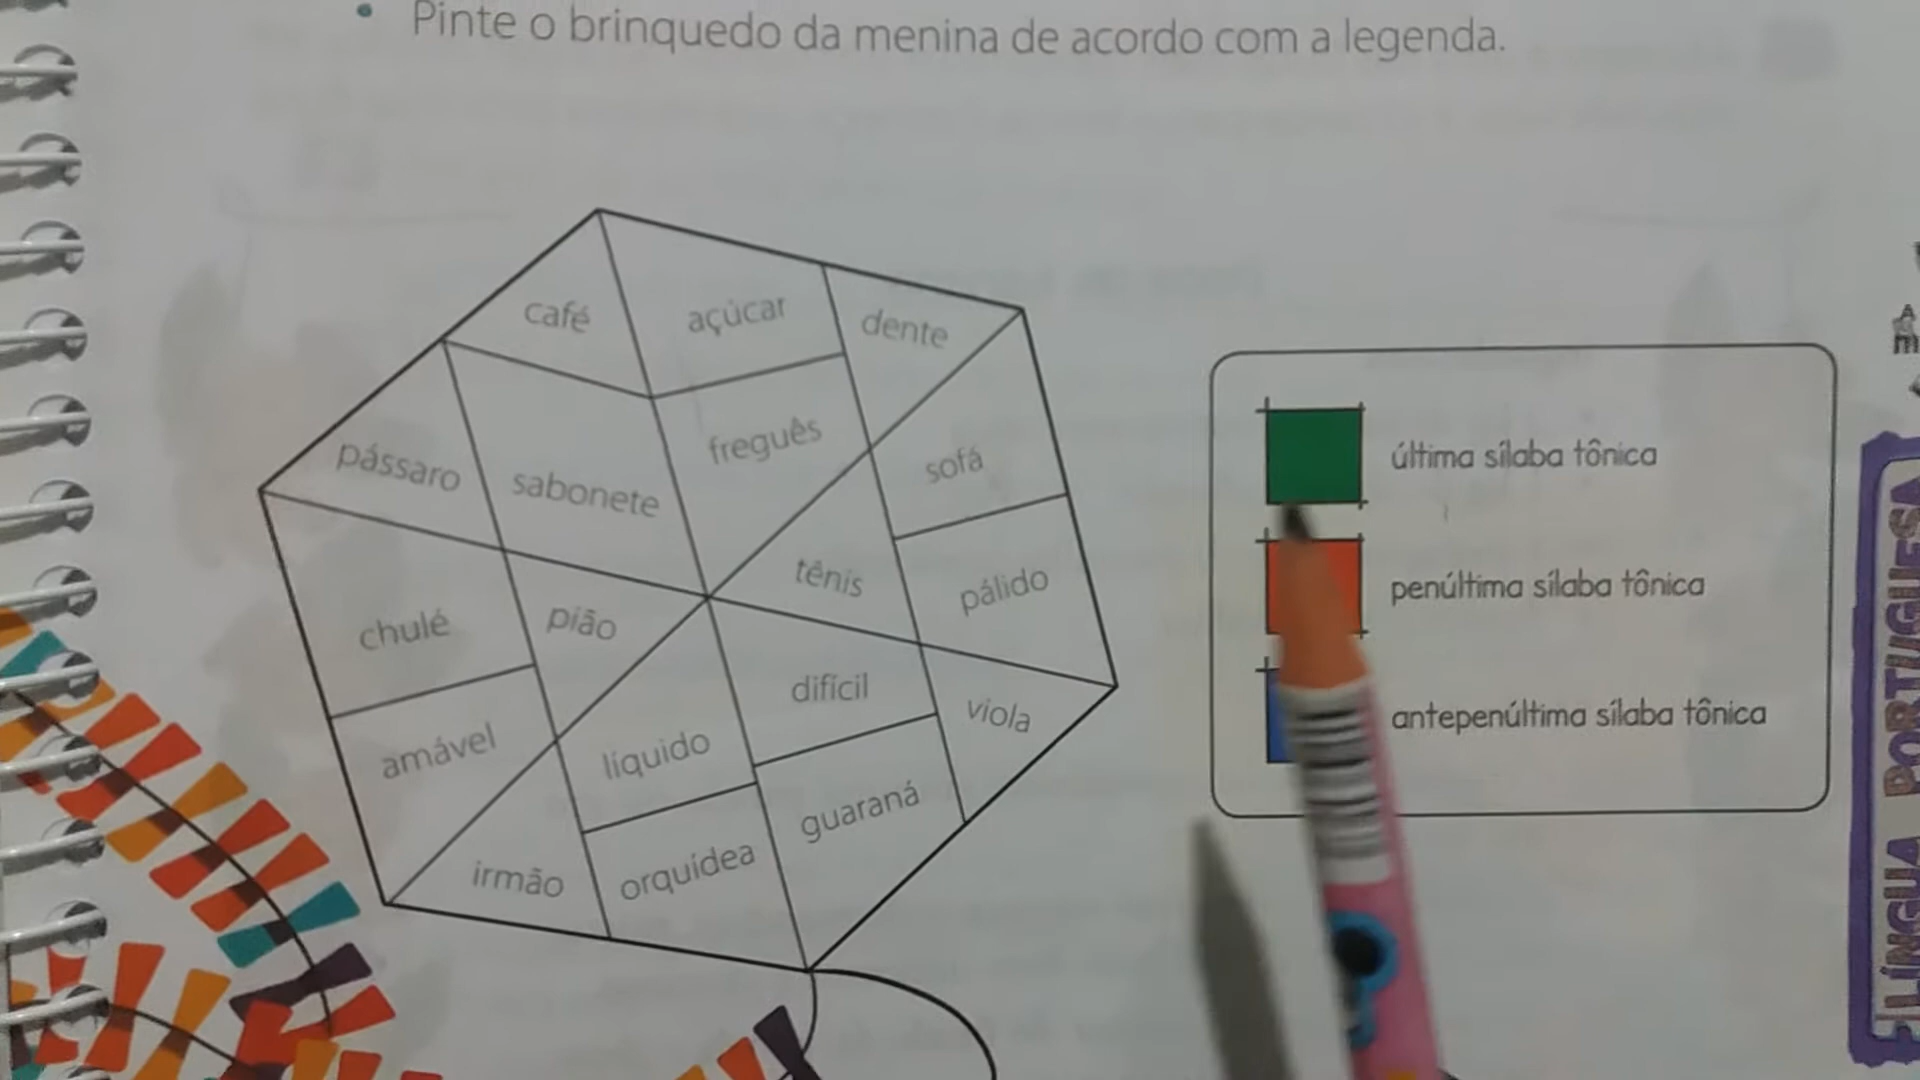 Pinte o brinquedo da menina de acordo com a legenda.
café
açúcar
dente
pássaro
sabonete
freguês
sofá
chulé
pião
tênis
pálido
amável
líquido
difícil
viola
irmão
orquídea
guaraná
última sílaba tônica
penúltima sílaba tônica
antepenúltima sílaba tônica
LÍNGUA PORTUGUESA